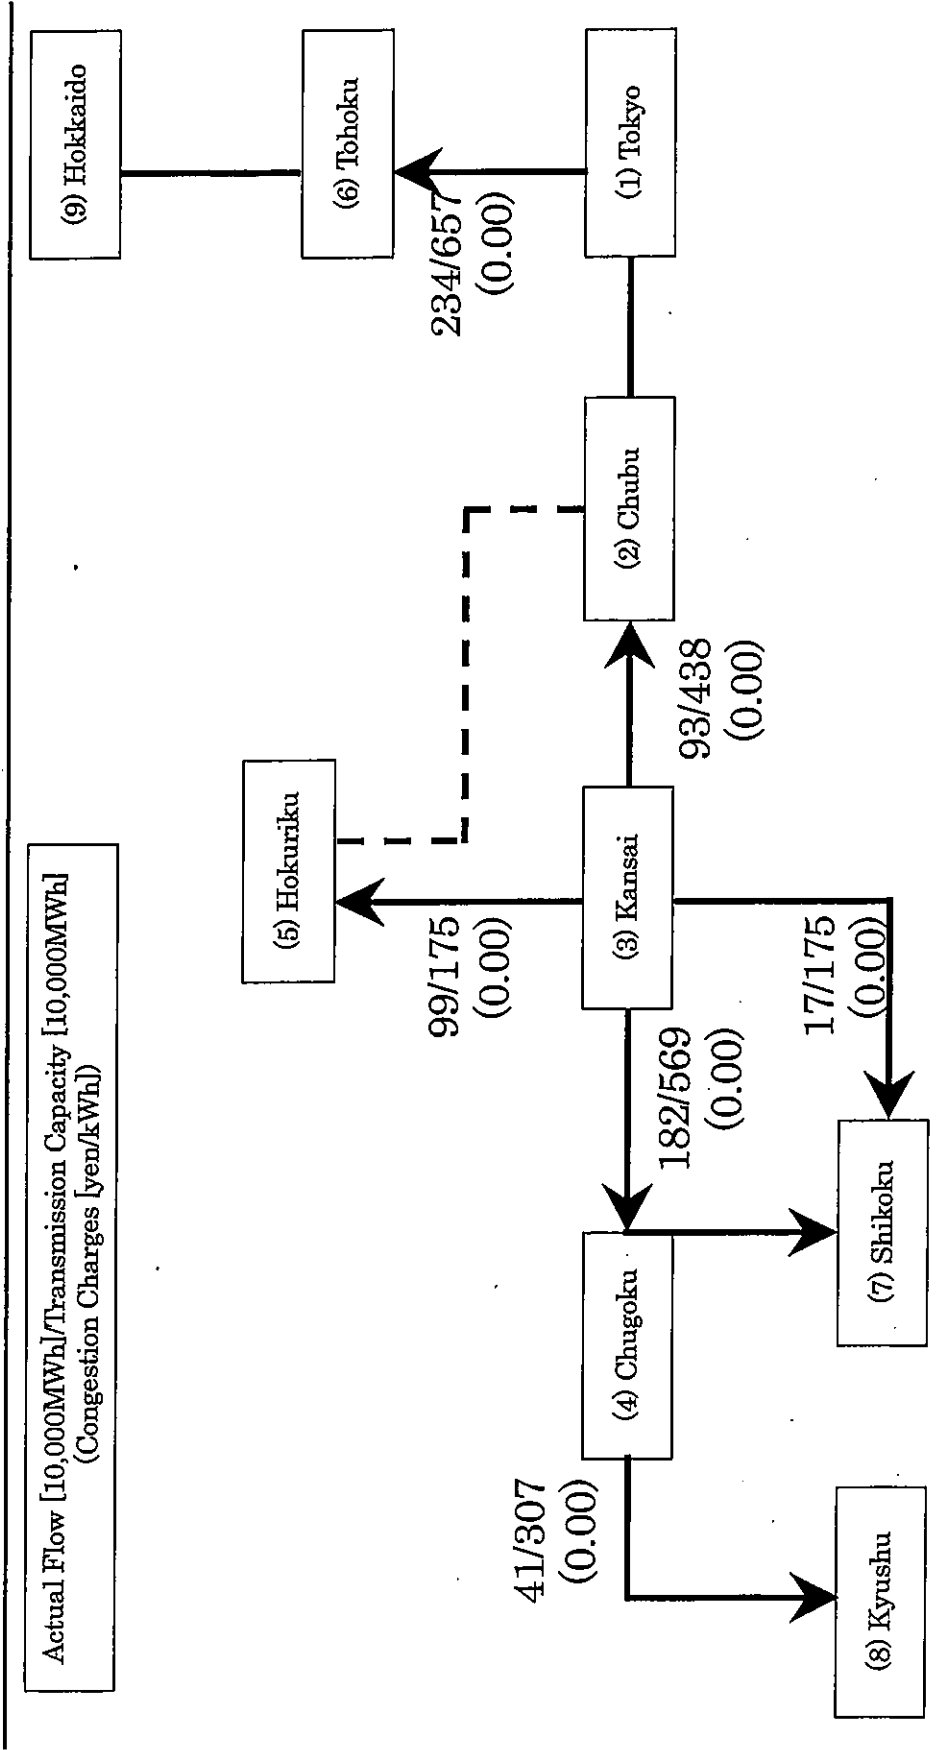 Actual Flow [10,000MWh]/Transmission Capacity [10,000MWh]
(Congestion Charges [yen/kWh])
(9) Hokkaido
(6) Tohoku
(5) Hokuriku
234/657
(0.00)
99/175
(0.00)
41/307
(0.00)
(4) Chugoku
(3) Kansai
(2) Chubu
(1) Tokyo
182/569
(0.00)
93/438
(0.00)
17/175
(0.00)
(8) Kyushu
(7) Shikoku